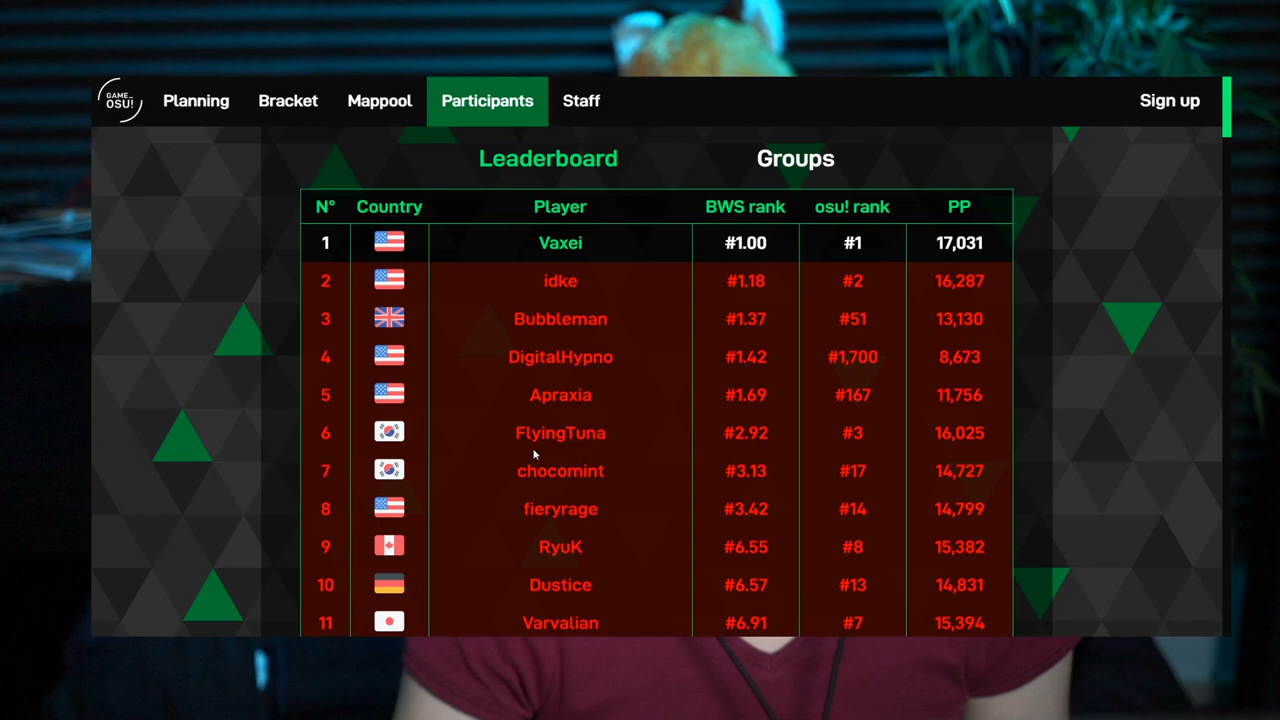 GAME_
OSU!
Planning Bracket Mappool Participants Staff Sign up
Leaderboard Groups
N° Country Player BWS rank osu! rank PP
1 Vaxei #1.00 #1 17,031
2 idke #1.18 #2 16,287
3 Bubbleman #1.37 #51 13,130
4 DigitalHypno #1.42 #1,700 8,673
5 Apraxia #1.69 #167 11,756
6 FlyingTuna #2.92 #3 16,025
7 chocomint #3.13 #17 14,727
8 fieryrage #3.42 #14 14,799
9 RyuK #6.55 #8 15,382
10 Dustice #6.57 #13 14,831
11 Varvalian #6.91 #7 15,394